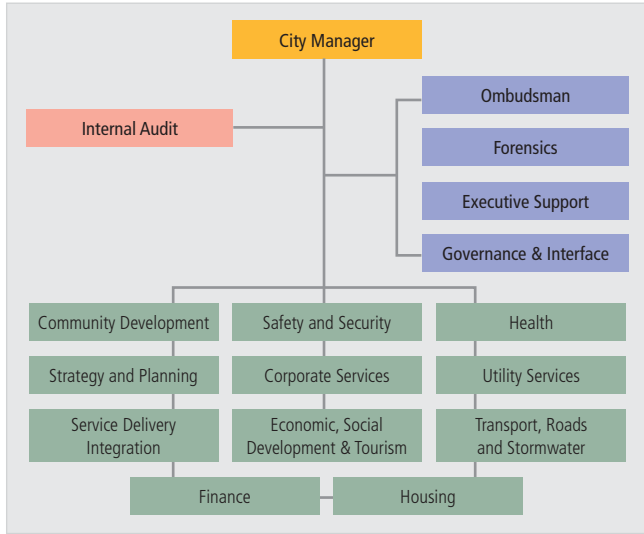 City Manager
Internal Audit
Ombudsman
Forensics
Executive Support
Governance & Interface
Community Development
Safety and Security
Health
Strategy and Planning
Corporate Services
Utility Services
Service Delivery
Integration
Economic, Social
Development & Tourism
Transport, Roads
and Stormwater
Finance
Housing